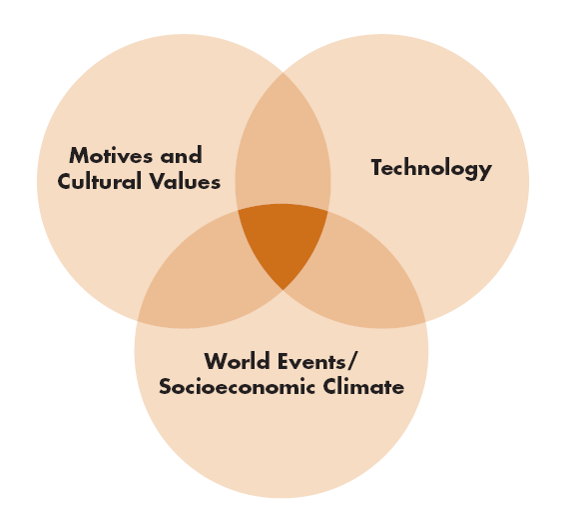 Motives and
Cultural Values
Technology
World Events/
Socioeconomic Climate